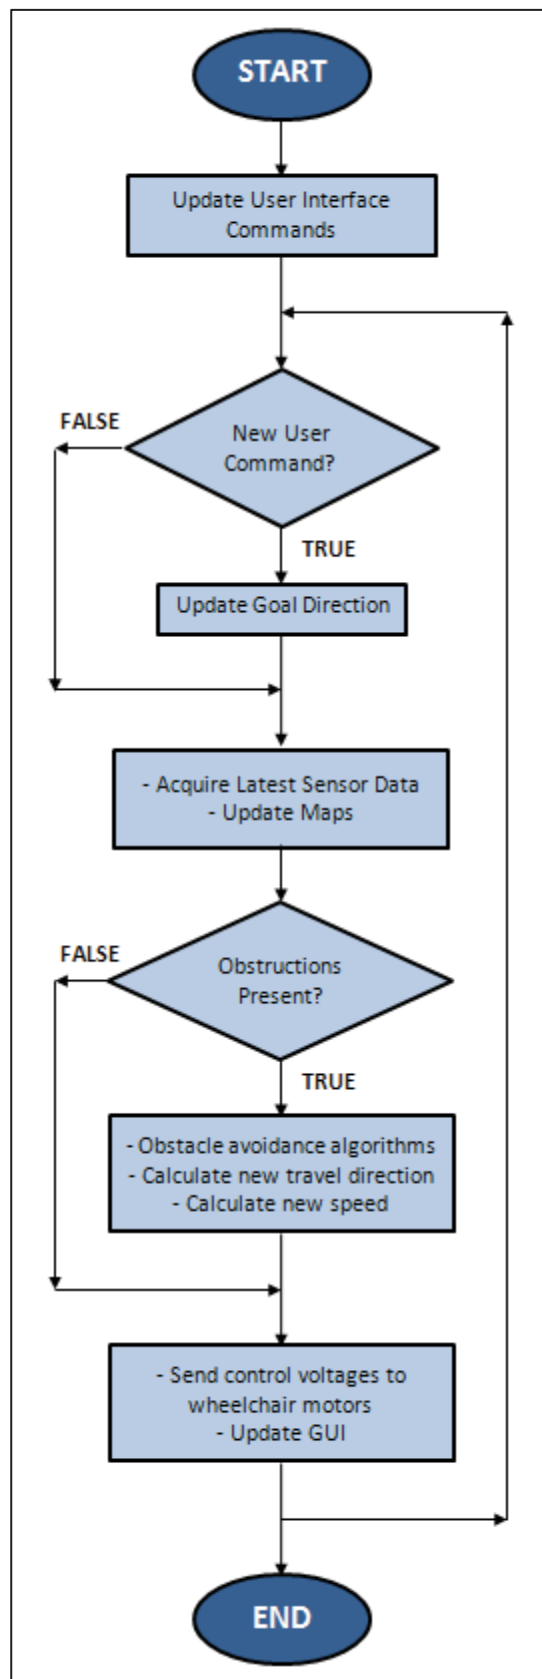 START
Update User Interface
Commands
FALSE
New User
Command?
TRUE
Update Goal Direction
- Acquire Latest Sensor Data
- Update Maps
FALSE
Obstructions
Present?
TRUE
- Obstacle avoidance algorithms
- Calculate new travel direction
- Calculate new speed
- Send control voltages to
wheelchair motors
- Update GUI
END